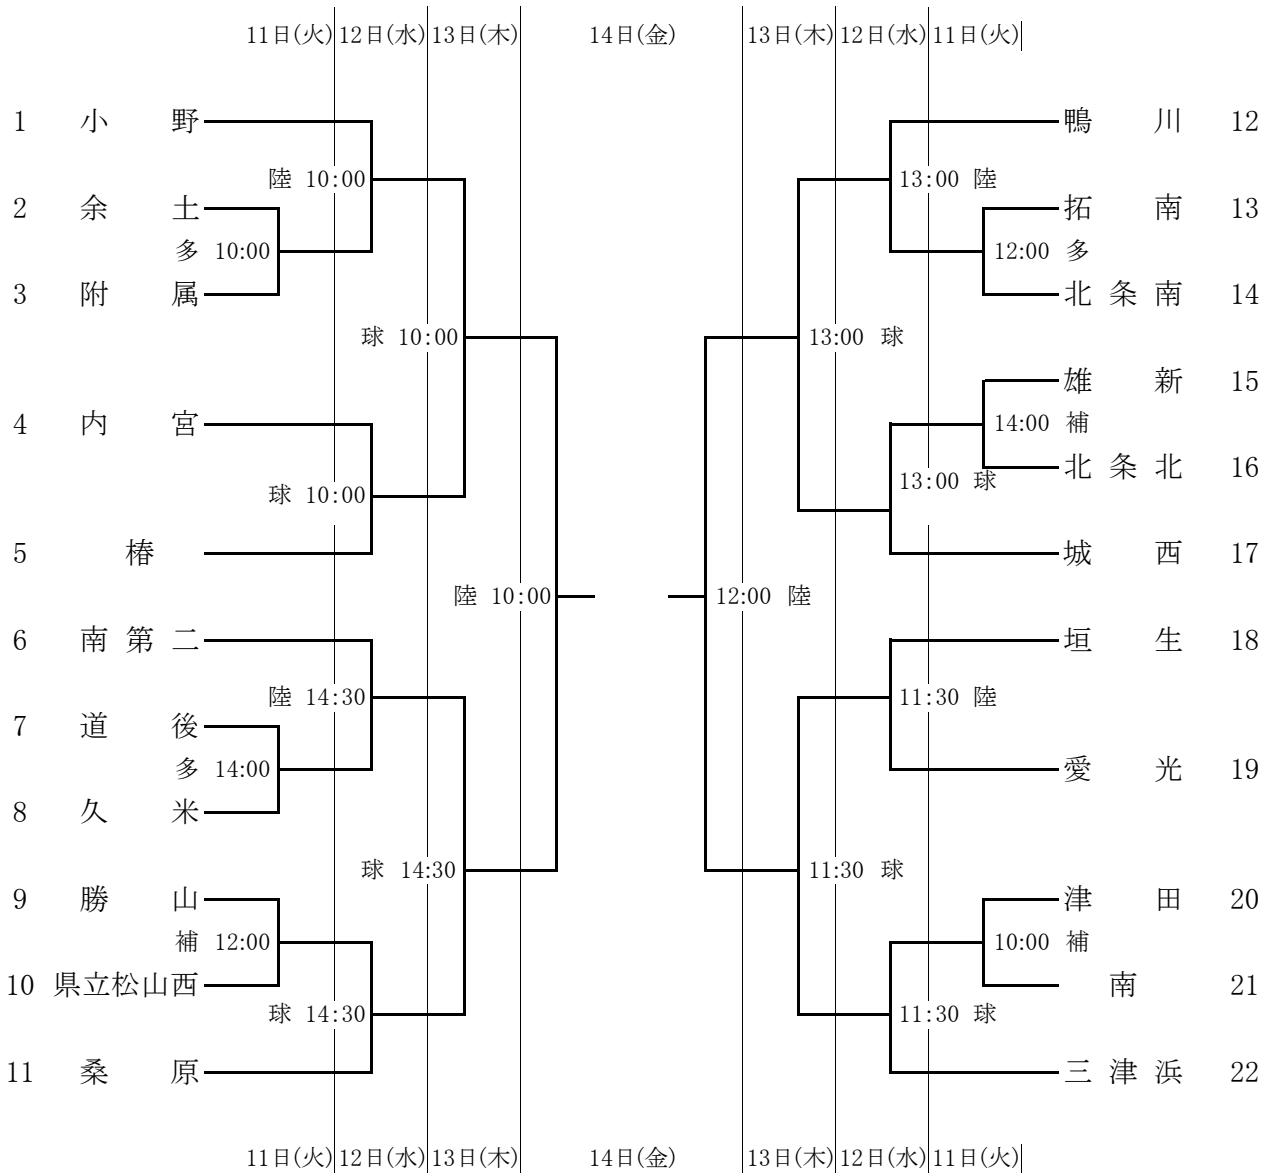 11日(火) 12日(水) 13日(木) 14日(金) 13日(木) 12日(水) 11日(火)
1 小野 鴨川 12
陸 10:00 13:00 陸
2 余土 拓南 13
多 10:00 12:00 多
3 附属 北条南 14
球 10:00 13:00 球
雄新 15
4 内宮 14:00 補
北条北 16
球 10:00 13:00 球
5 椿 城西 17
陸 10:00 12:00 陸
6 南第二 垣生 18
陸 14:30 11:30 陸
7 道後
多 14:00 愛光 19
8 久米
球 14:30 11:30 球
9 勝山 津田 20
補 12:00 10:00 補
10 県立松山西 南 21
球 14:30 11:30 球
11 桑原 三津浜 22
11日(火) 12日(水) 13日(木) 14日(金) 13日(木) 12日(水) 11日(火)